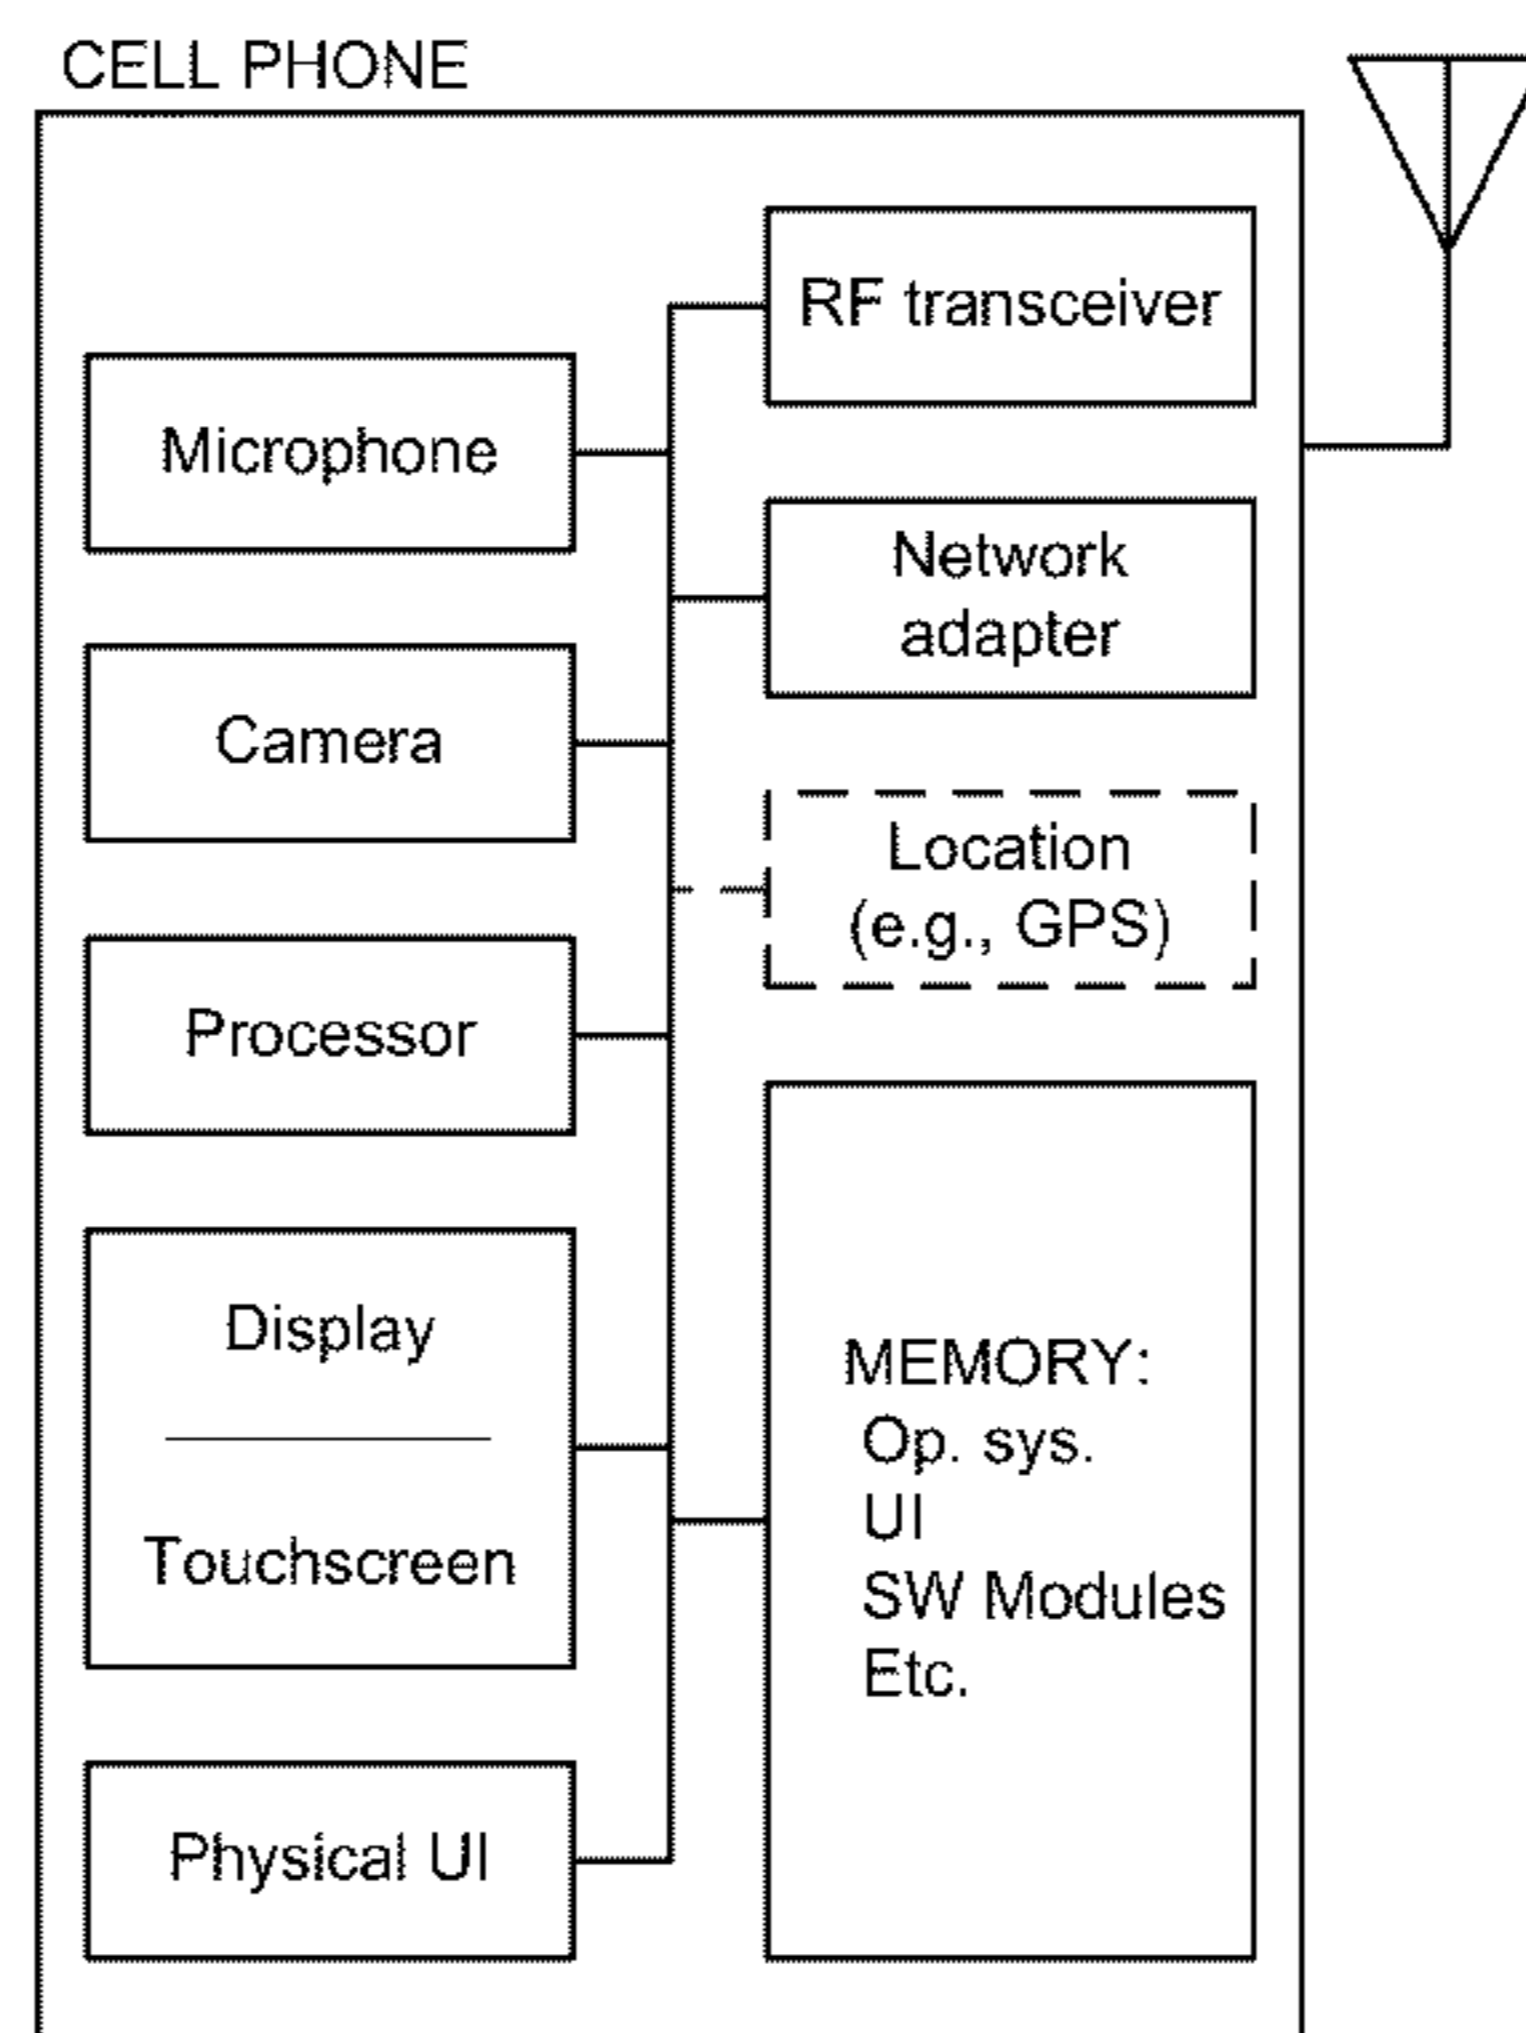 CELL PHONE
Microphone
Camera
Processor
Display
Touchscreen
Physical UI
RF transceiver
Network
adapter
Location
(e.g., GPS)
MEMORY:
Op. sys.
UI
SW Modules
Etc.